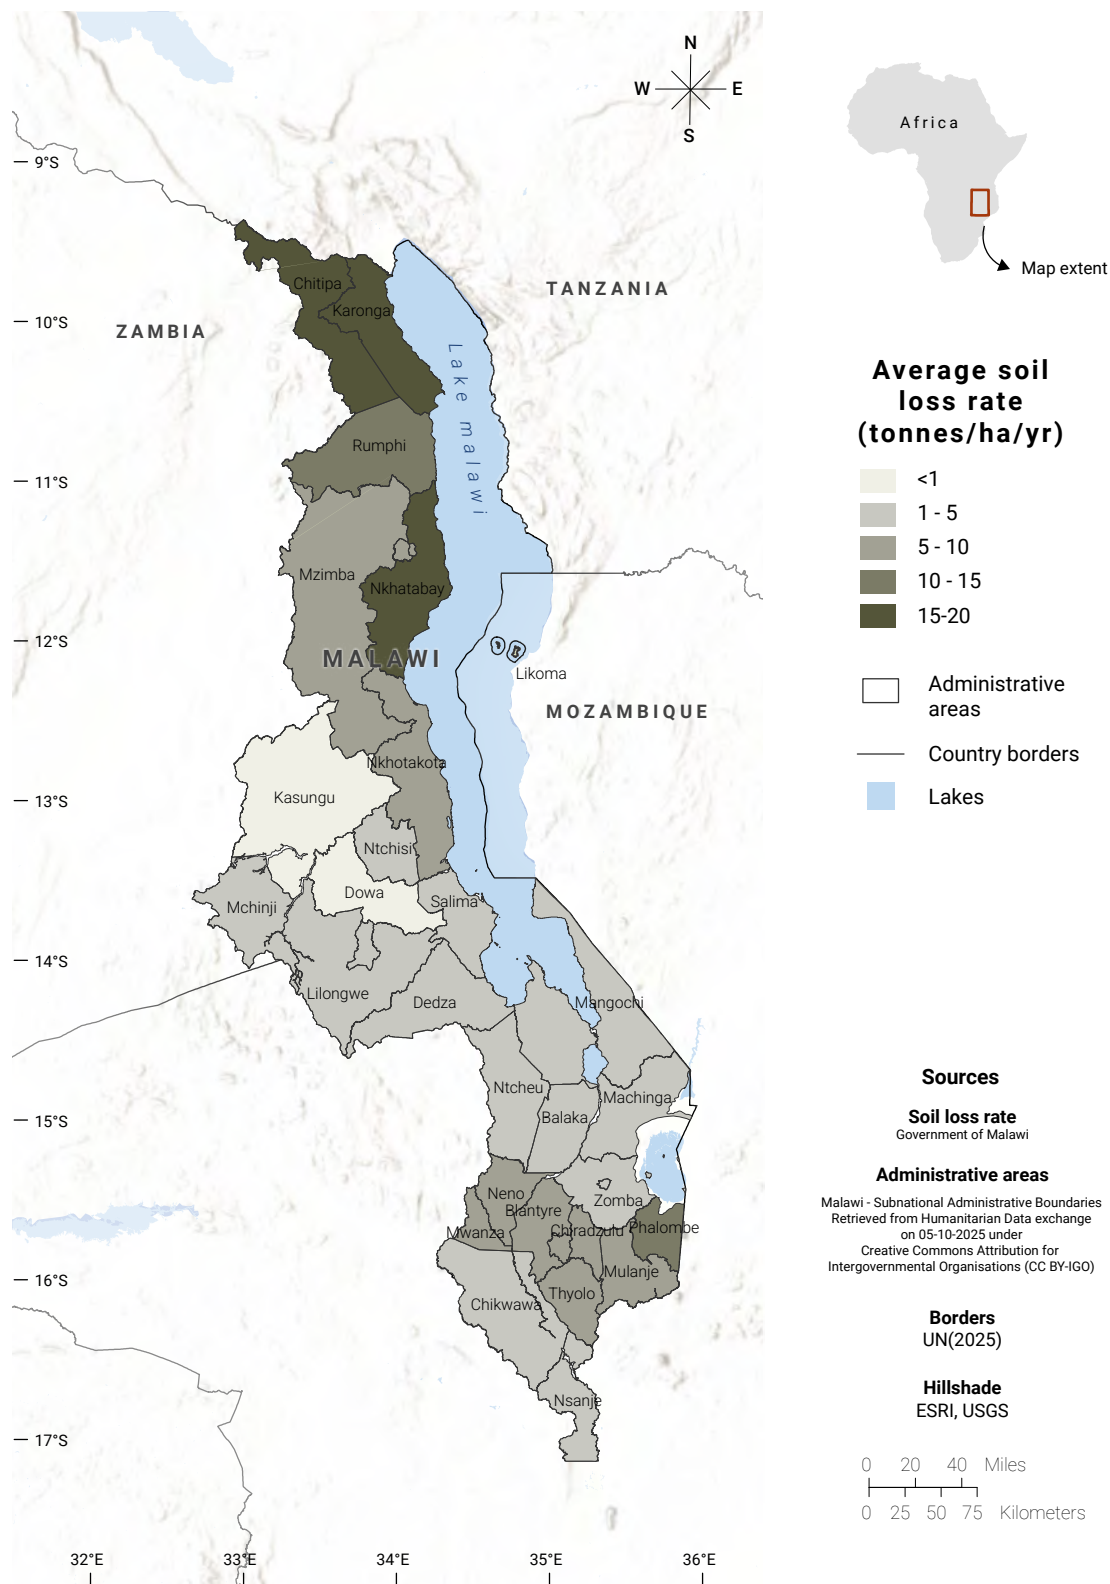 N
W
E
S
9°S
10°S
11°S
12°S
13°S
14°S
15°S
16°S
17°S
32°E
33°E
34°E
35°E
36°E
ZAMBIA
TANZANIA
MALAWI
MOZAMBIQUE
Lake malawi
Chitipa
Karonga
Rumphi
Mzimba
Nkhatabay
Likoma
Nkhotakota
Kasungu
Ntchisi
Dowa
Salima
Mchinji
Lilongwe
Dedza
Mangochi
Ntcheu
Machinga
Balaka
Zomba
Neno
Blantyre
Mwanza
Chiradzulu
Phalombe
Mulanje
Thyolo
Chikwawa
Nsanje
Africa
Map extent
Average soil
loss rate
(tonnes/ha/yr)
<1
1 - 5
5 - 10
10 - 15
15-20
Administrative
areas
Country borders
Lakes
Sources
Soil loss rate
Government of Malawi
Administrative areas
Malawi - Subnational Administrative Boundaries
Retrieved from Humanitarian Data exchange
on 05-10-2025 under
Creative Commons Attribution for
Intergovernmental Organisations (CC BY-IGO)
Borders
UN(2025)
Hillshade
ESRI, USGS
0 20 40 Miles
0 25 50 75 Kilometers